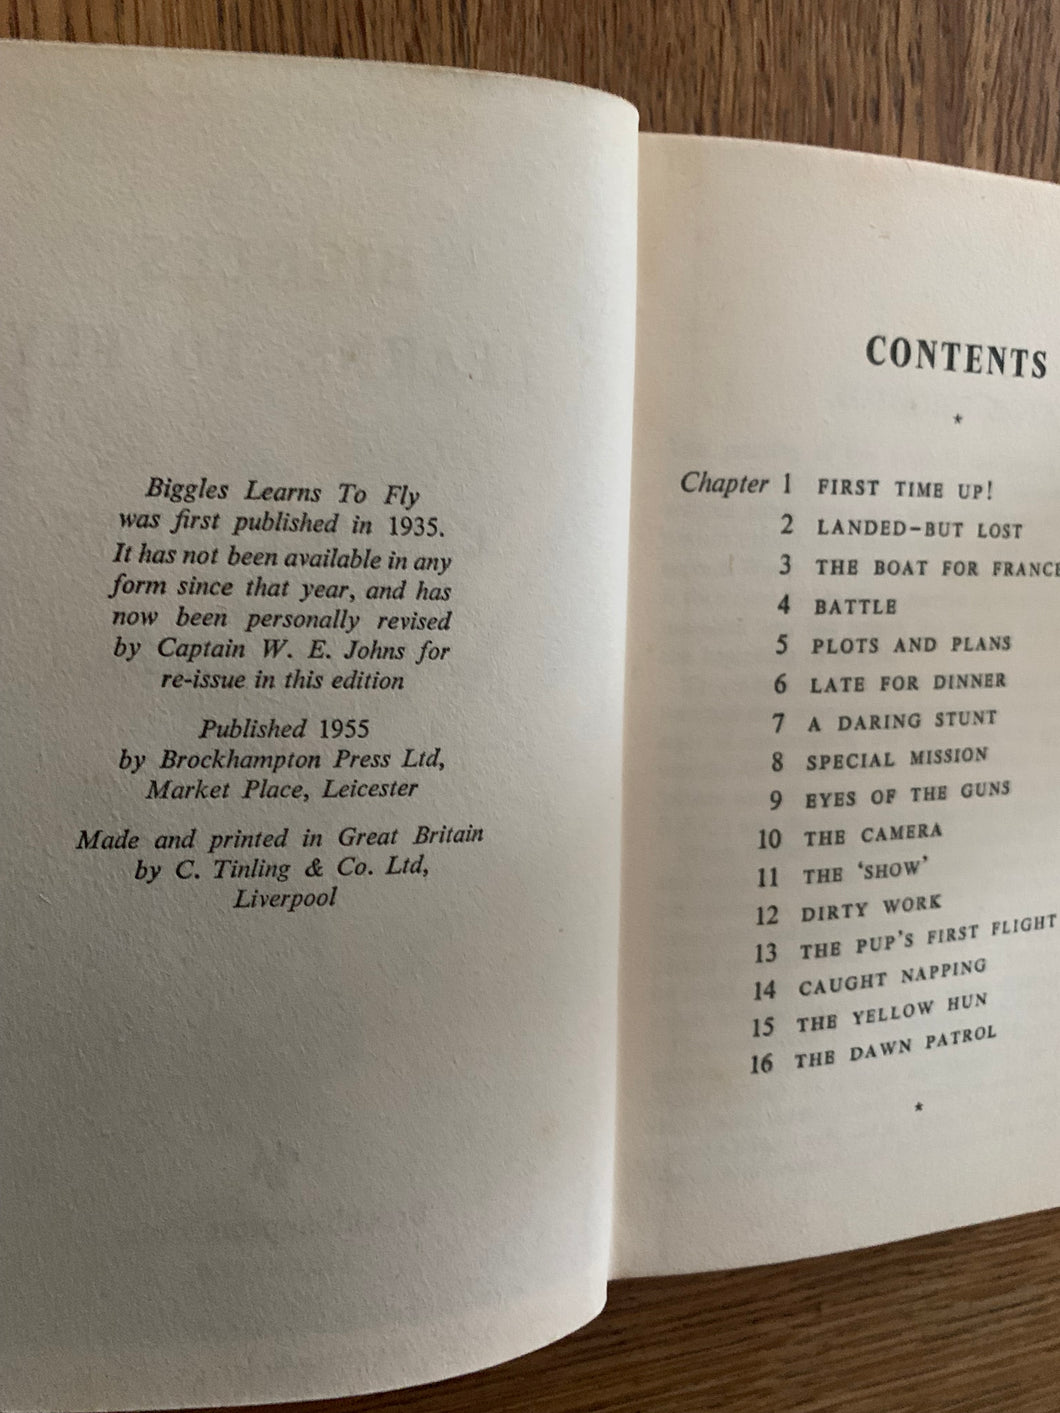 Biggles Learns To Fly
was first published in 1935.
It has not been available in any
form since that year, and has
now been personally revised
by Captain W. E. Johns for
re-issue in this edition
Published 1955
by Brockhampton Press Ltd,
Market Place, Leicester
Made and printed in Great Britain
by C. Tinling & Co. Ltd,
Liverpool
CONTENTS
*
Chapter 1 FIRST TIME UP!
2 LANDED–BUT LOST
3 THE BOAT FOR FRANCE
4 BATTLE
5 PLOTS AND PLANS
6 LATE FOR DINNER
7 A DARING STUNT
8 SPECIAL MISSION
9 EYES OF THE GUNS
10 THE CAMERA
11 THE ‘SHOW’
12 DIRTY WORK
13 THE PUP’S FIRST FLIGHT
14 CAUGHT NAPPING
15 THE YELLOW HUN
16 THE DAWN PATROL
*